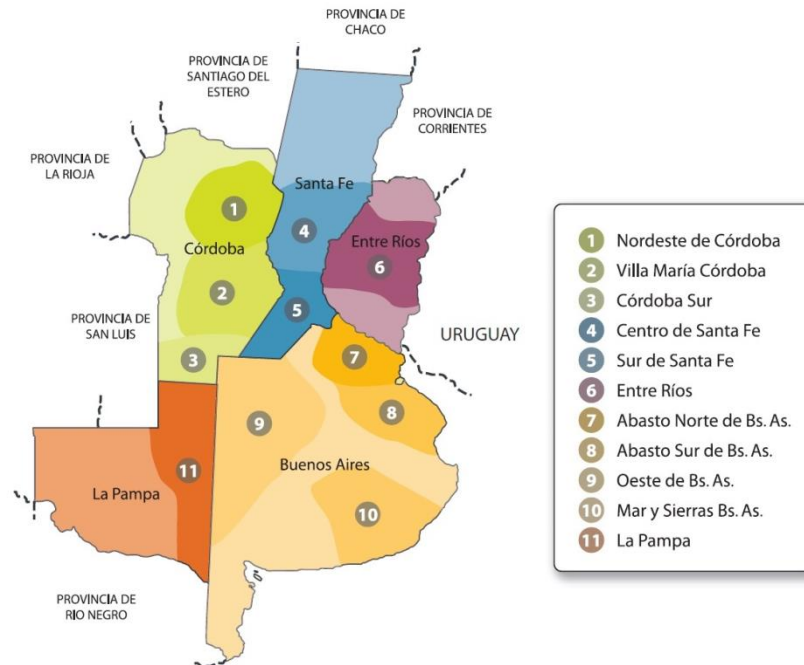 PROVINCIA DE
CHACO
PROVINCIA DE
SANTIAGO DEL
ESTERO
PROVINCIA DE
CORRIENTES
PROVINCIA DE
LA RIOJA
Santa Fe
1
4
Córdoba
Entre Ríos
6
2
5
PROVINCIA DE
SAN LUIS
URUGUAY
3
7
8
9
Buenos Aires
11
La Pampa
10
PROVINCIA DE
RIO NEGRO
1 Nordeste de Córdoba
2 Villa María Córdoba
3 Córdoba Sur
4 Centro de Santa Fe
5 Sur de Santa Fe
6 Entre Ríos
7 Abasto Norte de Bs. As.
8 Abasto Sur de Bs. As.
9 Oeste de Bs. As.
10 Mar y Sierras Bs. As.
11 La Pampa